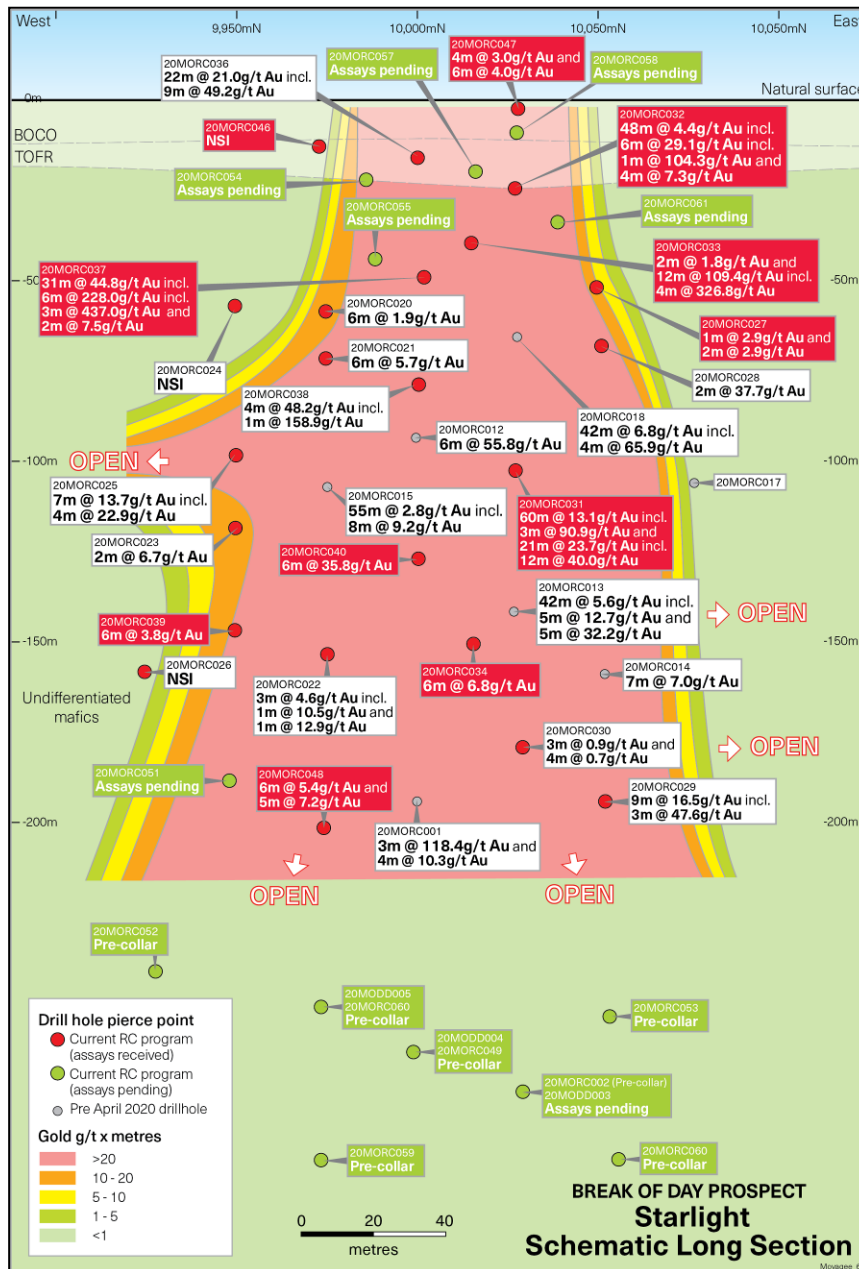 West
9,950mN
10,000mN
10,050mN
10,050mN
East
20MORC036
22m @ 21.0g/t Au incl.
9m @ 49.2g/t Au
20MORC057
Assays pending
20MORC047
4m @ 3.0g/t Au and
6m @ 4.0g/t Au
20MORC058
Assays pending
Natural surface
0m
BOCO
TOFR
20MORC046
NSI
20MORC032
48m @ 4.4g/t Au incl.
6m @ 29.1g/t Au incl.
1m @ 104.3g/t Au and
4m @ 7.3g/t Au
20MORC054
Assays pending
20MORC055
Assays pending
20MORC061
Assays pending
20MORC033
2m @ 1.8g/t Au and
12m @ 109.4g/t Au incl.
4m @ 326.8g/t Au
-50m
-50m
20MORC037
31m @ 44.8g/t Au incl.
6m @ 228.0g/t Au incl.
3m @ 437.0g/t Au and
2m @ 7.5g/t Au
20MORC020
6m @ 1.9g/t Au
20MORC027
1m @ 2.9g/t Au and
2m @ 2.9g/t Au
20MORC024
NSI
20MORC021
6m @ 5.7g/t Au
20MORC028
2m @ 37.7g/t Au
20MORC038
4m @ 48.2g/t Au incl.
1m @ 158.9g/t Au
20MORC012
6m @ 55.8g/t Au
20MORC018
42m @ 6.8g/t Au incl.
4m @ 65.9g/t Au
-100m
-100m
OPEN
20MORC025
7m @ 13.7g/t Au incl.
4m @ 22.9g/t Au
20MORC015
55m @ 2.8g/t Au incl.
8m @ 9.2g/t Au
20MORC031
60m @ 13.1g/t Au incl.
3m @ 90.9g/t Au and
21m @ 23.7g/t Au incl.
12m @ 40.0g/t Au
20MORC017
20MORC023
2m @ 6.7g/t Au
20MORC040
6m @ 35.8g/t Au
20MORC013
42m @ 5.6g/t Au incl.
5m @ 12.7g/t Au and
5m @ 32.2g/t Au
OPEN
20MORC039
6m @ 3.8g/t Au
-150m
-150m
20MORC026
NSI
20MORC034
6m @ 6.8g/t Au
20MORC014
7m @ 7.0g/t Au
Undifferentiated
mafics
20MORC022
3m @ 4.6g/t Au incl.
1m @ 10.5g/t Au and
1m @ 12.9g/t Au
20MORC030
3m @ 0.9g/t Au and
4m @ 0.7g/t Au
OPEN
20MORC051
Assays pending
20MORC048
6m @ 5.4g/t Au and
5m @ 7.2g/t Au
20MORC029
9m @ 16.5g/t Au incl.
3m @ 47.6g/t Au
-200m
-200m
20MORC001
3m @ 118.4g/t Au and
4m @ 10.3g/t Au
OPEN
OPEN
20MORC052
Pre-collar
20MODD005
20MORC060
Pre-collar
20MORC053
Pre-collar
20MODD004
20MORC049
Pre-collar
20MORC002 (Pre-collar)
20MODD003
Assays pending
20MORC059
Pre-collar
20MORC060
Pre-collar
Drill hole pierce point
Current RC program
(assays received)
Current RC program
(assays pending)
Pre April 2020 drillhole
Gold g/t x metres
>20
10 - 20
5 - 10
1 - 5
<1
0
20
40
metres
BREAK OF DAY PROSPECT
Starlight
Schematic Long Section